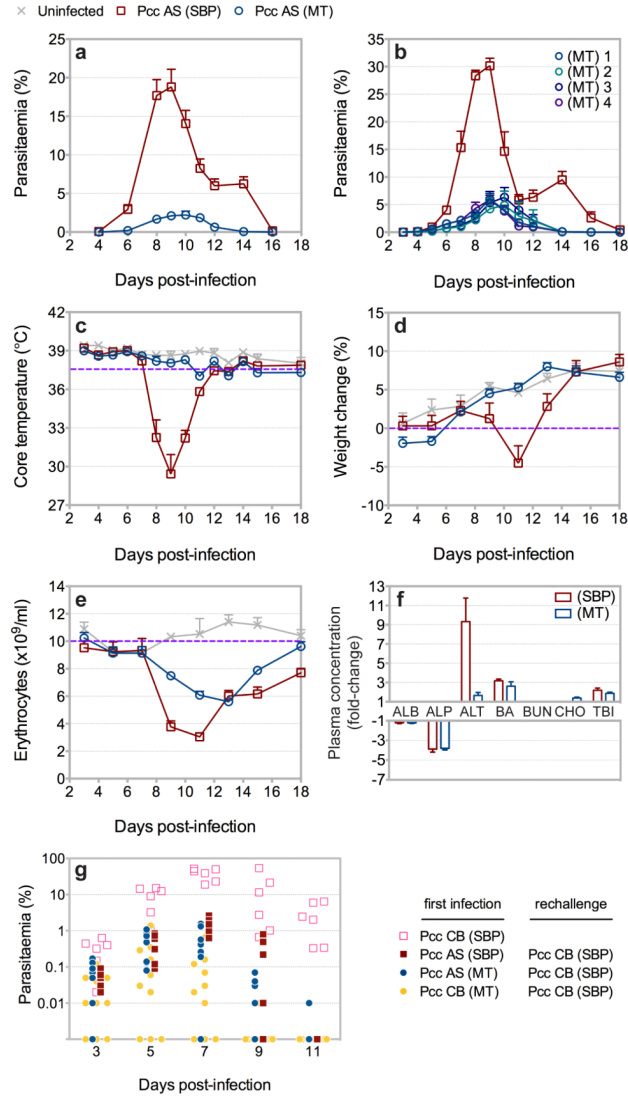 Uninfected Pcc AS (SBP) Pcc AS (MT)
a
Parasitaemia (%)
25
20
15
10
5
0
2 4 6 8 10 12 14 16 18
Days post-infection
b
(MT) 1
(MT) 2
(MT) 3
(MT) 4
Parasitaemia (%)
35
30
25
20
15
10
5
0
2 4 6 8 10 12 14 16 18
Days post-infection
c
Core temperature (°C)
42
39
36
33
30
27
2 4 6 8 10 12 14 16 18
Days post-infection
d
Weight change (%)
15
10
5
0
-5
-10
2 4 6 8 10 12 14 16 18
Days post-infection
e
Erythrocytes (x10⁹/ml)
14
12
10
8
6
4
2
0
2 4 6 8 10 12 14 16 18
Days post-infection
f
(SBP)
(MT)
Plasma concentration
(fold-change)
13
11
9
7
5
3
1
ALB ALP ALT BA BUN CHO TBI
-1
-3
-5
-7
g
Parasitaemia (%)
100
10
1
0.1
0.01
3 5 7 9 11
Days post-infection
first infection rechallenge
Pcc CB (SBP)
Pcc AS (SBP) Pcc CB (SBP)
Pcc AS (MT) Pcc CB (SBP)
Pcc CB (MT) Pcc CB (SBP)